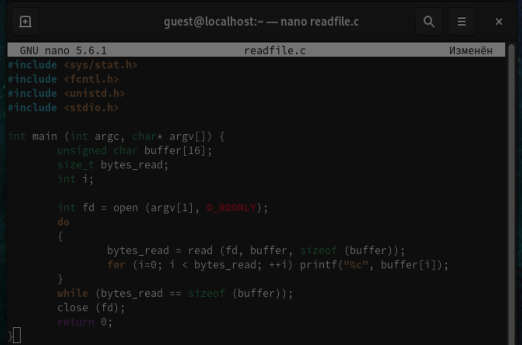 guest@localhost:~ — nano readfile.c
GNU nano 5.6.1 readfile.c Изменён
#include <sys/stat.h>
#include <fcntl.h>
#include <unistd.h>
#include <stdio.h>
int main (int argc, char* argv[]) {
unsigned char buffer[16];
size_t bytes_read;
int i;
int fd = open (argv[1], O_RDONLY);
do
{
bytes_read = read (fd, buffer, sizeof (buffer));
for (i=0; i < bytes_read; ++i) printf("%c", buffer[i]);
}
while (bytes_read == sizeof (buffer));
close (fd);
return 0;
}